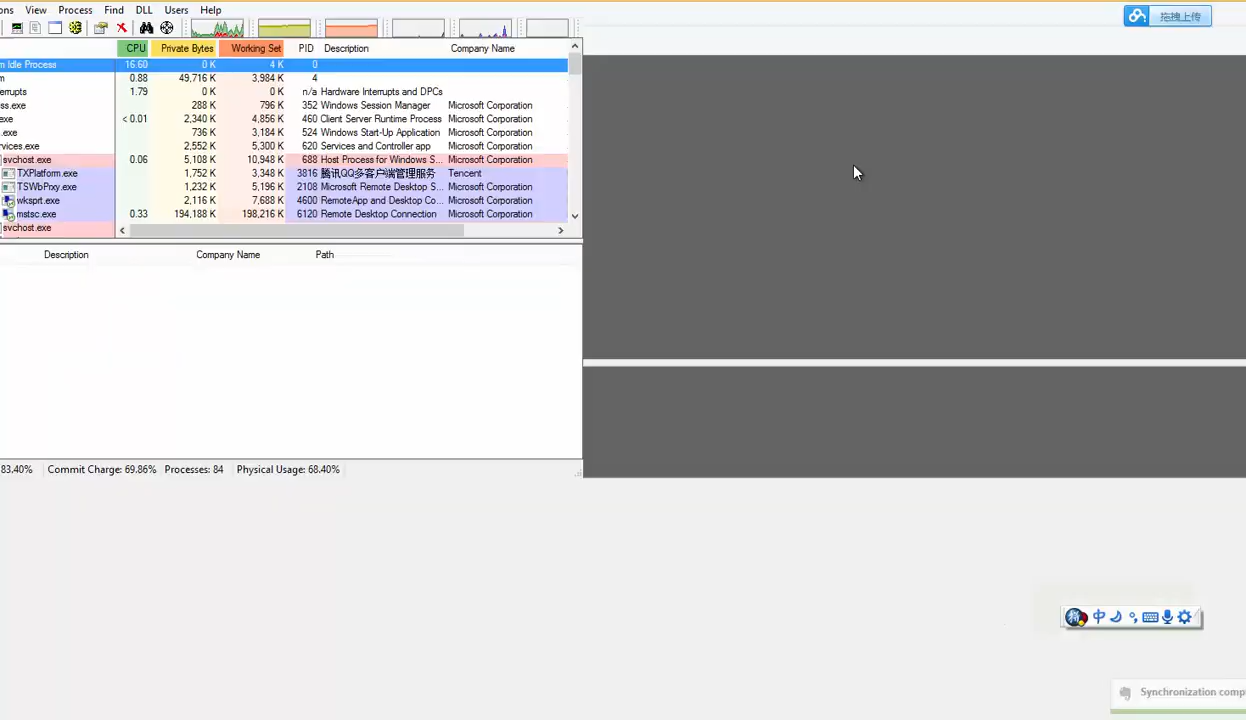 ons View Process Find DLL Users Help
拖拽上传
CPU Private Bytes Working Set PID Description Company Name
m Idle Process 16.60 0 K 4 K 0
m 0.88 49,716 K 3,984 K 4
errupts 1.79 0 K 0 K n/a Hardware Interrupts and DPCs
ss.exe 288 K 796 K 352 Windows Session Manager Microsoft Corporation
exe < 0.01 2,340 K 4,856 K 460 Client Server Runtime Process Microsoft Corporation
.exe 736 K 3,184 K 524 Windows Start-Up Application Microsoft Corporation
vices.exe 2,552 K 5,300 K 620 Services and Controller app Microsoft Corporation
svchost.exe 0.06 5,108 K 10,948 K 688 Host Process for Windows S... Microsoft Corporation
TXPlatform.exe 1,752 K 3,348 K 3816 腾讯QQ多客户端管理服务 Tencent
TSWbPrxy.exe 1,232 K 5,196 K 2108 Microsoft Remote Desktop S... Microsoft Corporation
wksprt.exe 2,116 K 7,688 K 4600 RemoteApp and Desktop Co... Microsoft Corporation
mstsc.exe 0.33 194,188 K 198,216 K 6120 Remote Desktop Connection Microsoft Corporation
svchost.exe
Description Company Name Path
83.40% Commit Charge: 69.86% Processes: 84 Physical Usage: 68.40%
中
Synchronization comp